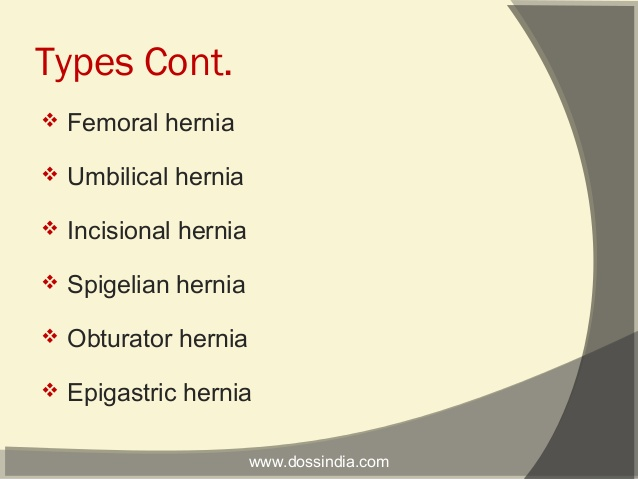 Types Cont.
❖ Femoral hernia
❖ Umbilical hernia
❖ Incisional hernia
❖ Spigelian hernia
❖ Obturator hernia
❖ Epigastric hernia
www.dossindia.com